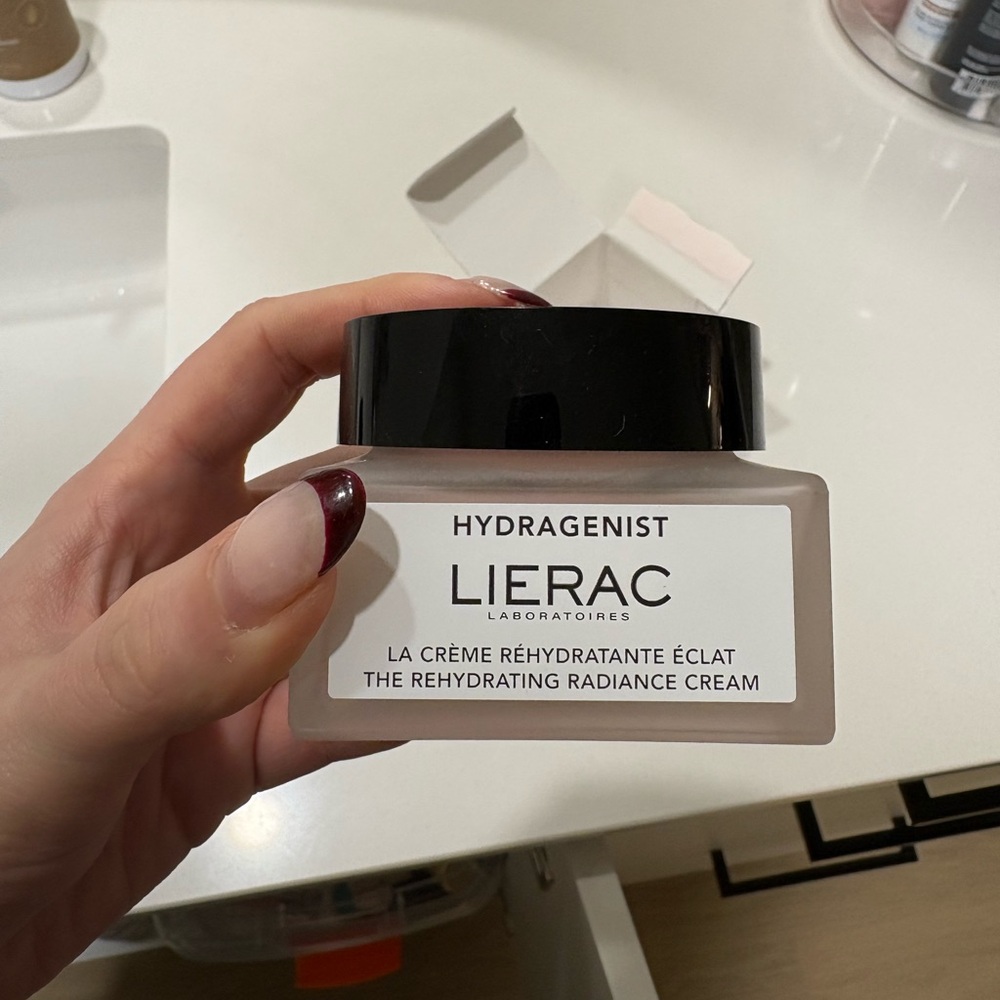 HYDRAGENIST
LIERAC
LABORATOIRES
LA CRÈME RÉHYDRATANTE ÉCLAT
THE REHYDRATING RADIANCE CREAM